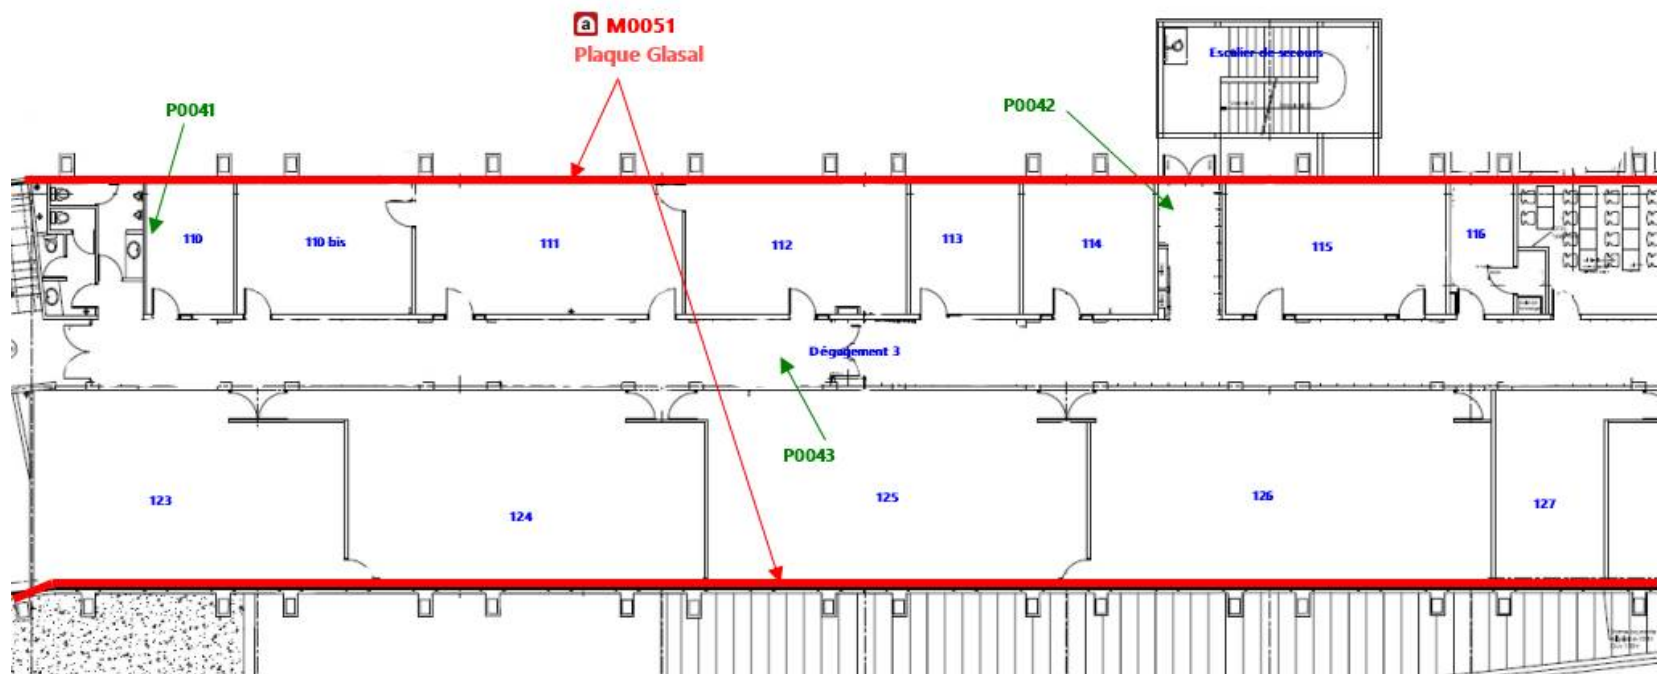 a M0051
Plaque Glasal
Escalier de secours
P0041
P0042
110
110 bis
111
112
113
114
115
116
Dégagement 3
P0043
123
124
125
126
127